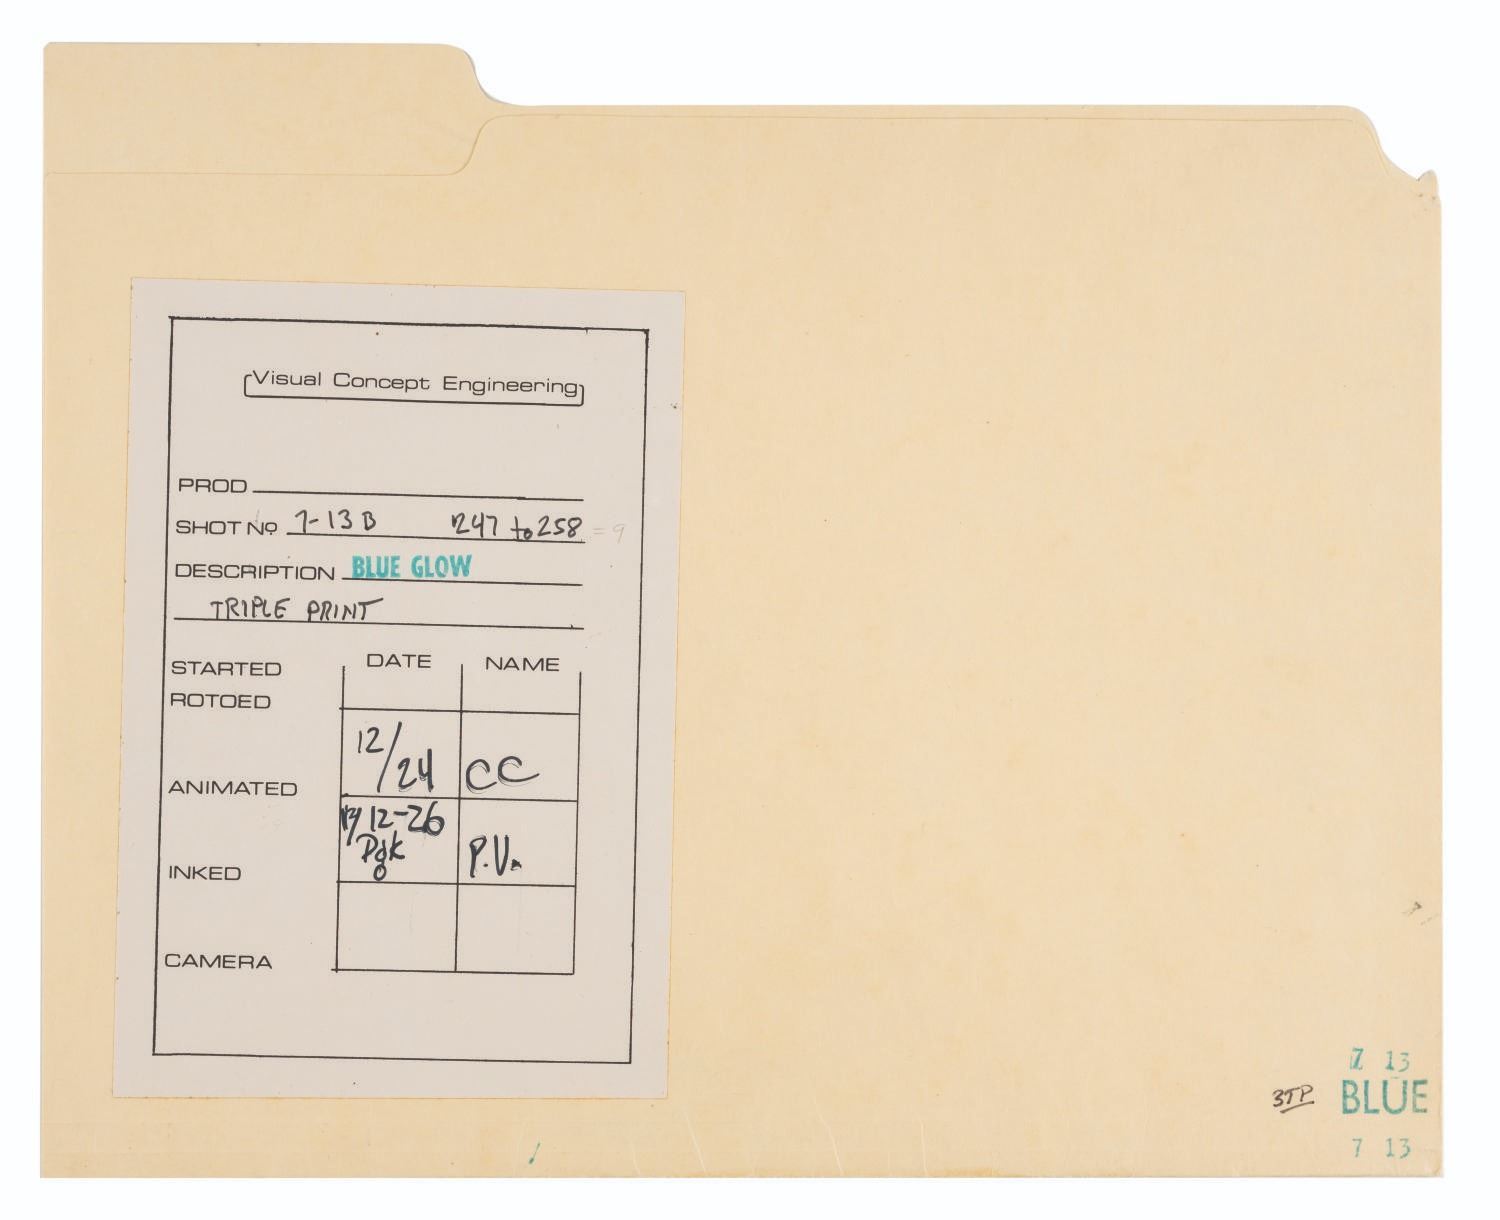 Visual Concept Engineering
PROD
SHOT No 7-13 B 247 to 258 = 9
DESCRIPTION BLUE GLOW
TRIPLE PRINT
DATE NAME
STARTED
ROTOED
12/24 CC
ANIMATED
12-26
P.V.
INKED
CAMERA
7 13
3TP BLUE
7 13